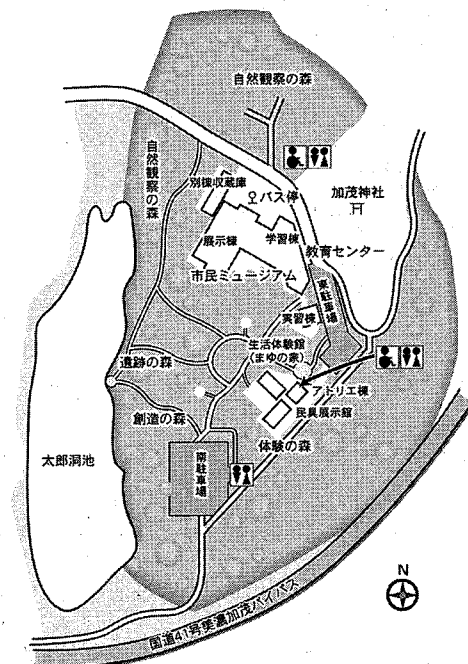 自然観察の森
自然観察の森
別棟収蔵庫
バス停
加茂神社
展示棟
学習棟
教育センター
市民ミュージアム
東駐車場
実習棟
生活体験館
(まゆの家)
遺跡の森
アトリエ棟
民具展示館
創造の森
体験の森
太郎洞池
南駐車場
N
国道41号美濃加茂バイパス